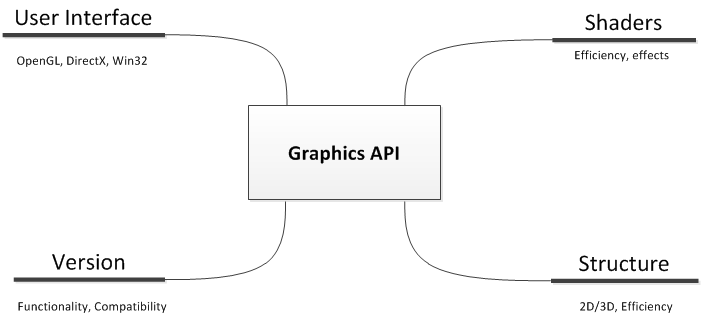 User Interface
OpenGL, DirectX, Win32
Shaders
Efficiency, effects
Graphics API
Version
Functionality, Compatibility
Structure
2D/3D, Efficiency